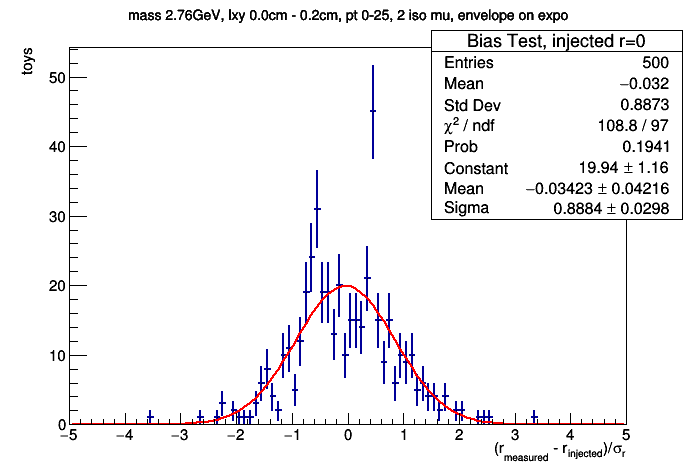 mass 2.76GeV, lxy 0.0cm - 0.2cm, pt 0-25, 2 iso mu, envelope on expo
toys
Bias Test, injected r=0
Entries 500
Mean −0.032
Std Dev 0.8873
χ² / ndf 108.8 / 97
Prob 0.1941
Constant 19.94 ± 1.16
Mean −0.03423 ± 0.04216
Sigma 0.8884 ± 0.0298
50
40
30
20
10
0
−5 −4 −3 −2 −1 0 1 2 3 4 5
(r_measured - r_injected)/σ_r